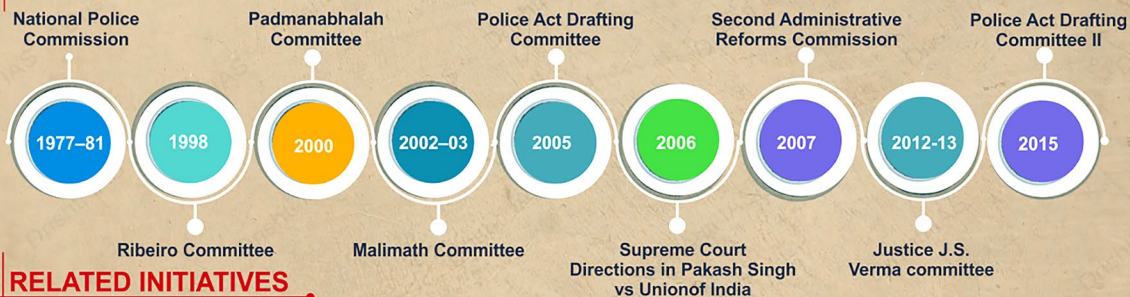 National Police
Commission
Padmanabhalah
Committee
Police Act Drafting
Committee
Second Administrative
Reforms Commission
Police Act Drafting
Committee II
1977–81
1998
2000
2002–03
2005
2006
2007
2012-13
2015
Ribeiro Committee
Malimath Committee
Supreme Court
Directions in Pakash Singh
vs Unionof India
Justice J.S.
Verma committee
RELATED INITIATIVES